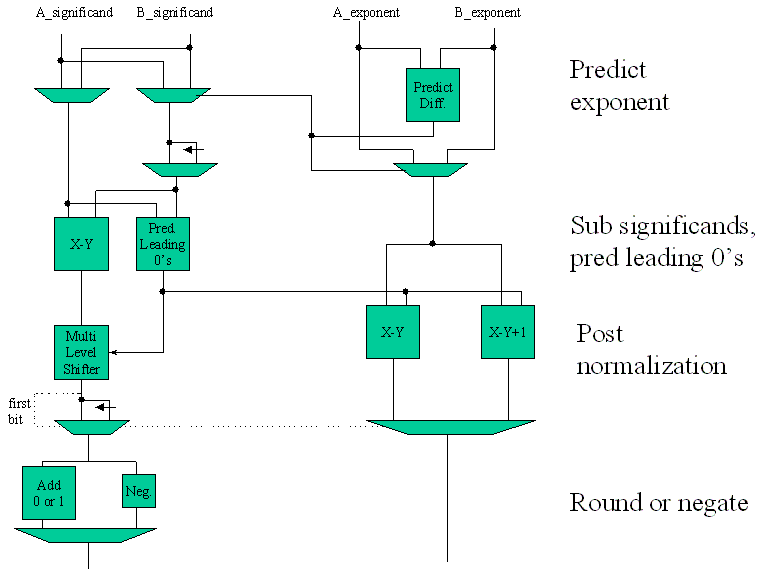 A_significand B_significand A_exponent B_exponent
Predict
Diff.
Predict
exponent
X-Y
Pred.
Leading
0's
Sub significands,
pred leading 0's
Multi
Level
Shifter
X-Y
X-Y+1
Post
normalization
first
bit
Add
0 or 1
Neg.
Round or negate